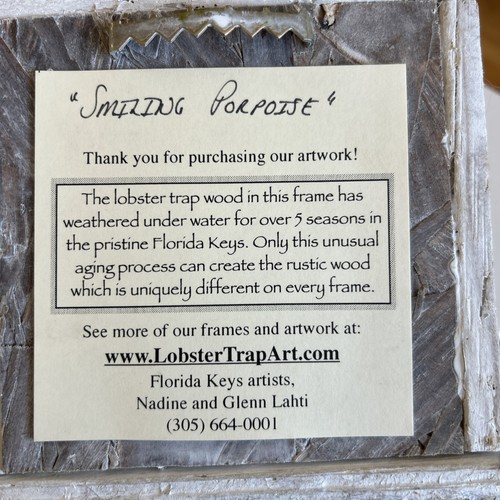 "Smiling Porpoise"
Thank you for purchasing our artwork!
The lobster trap wood in this frame has
weathered under water for over 5 seasons in
the pristine Florida Keys. Only this unusual
aging process can create the rustic wood
which is uniquely different on every frame.
See more of our frames and artwork at:
www.LobsterTrapArt.com
Florida Keys artists,
Nadine and Glenn Lahti
(305) 664-0001